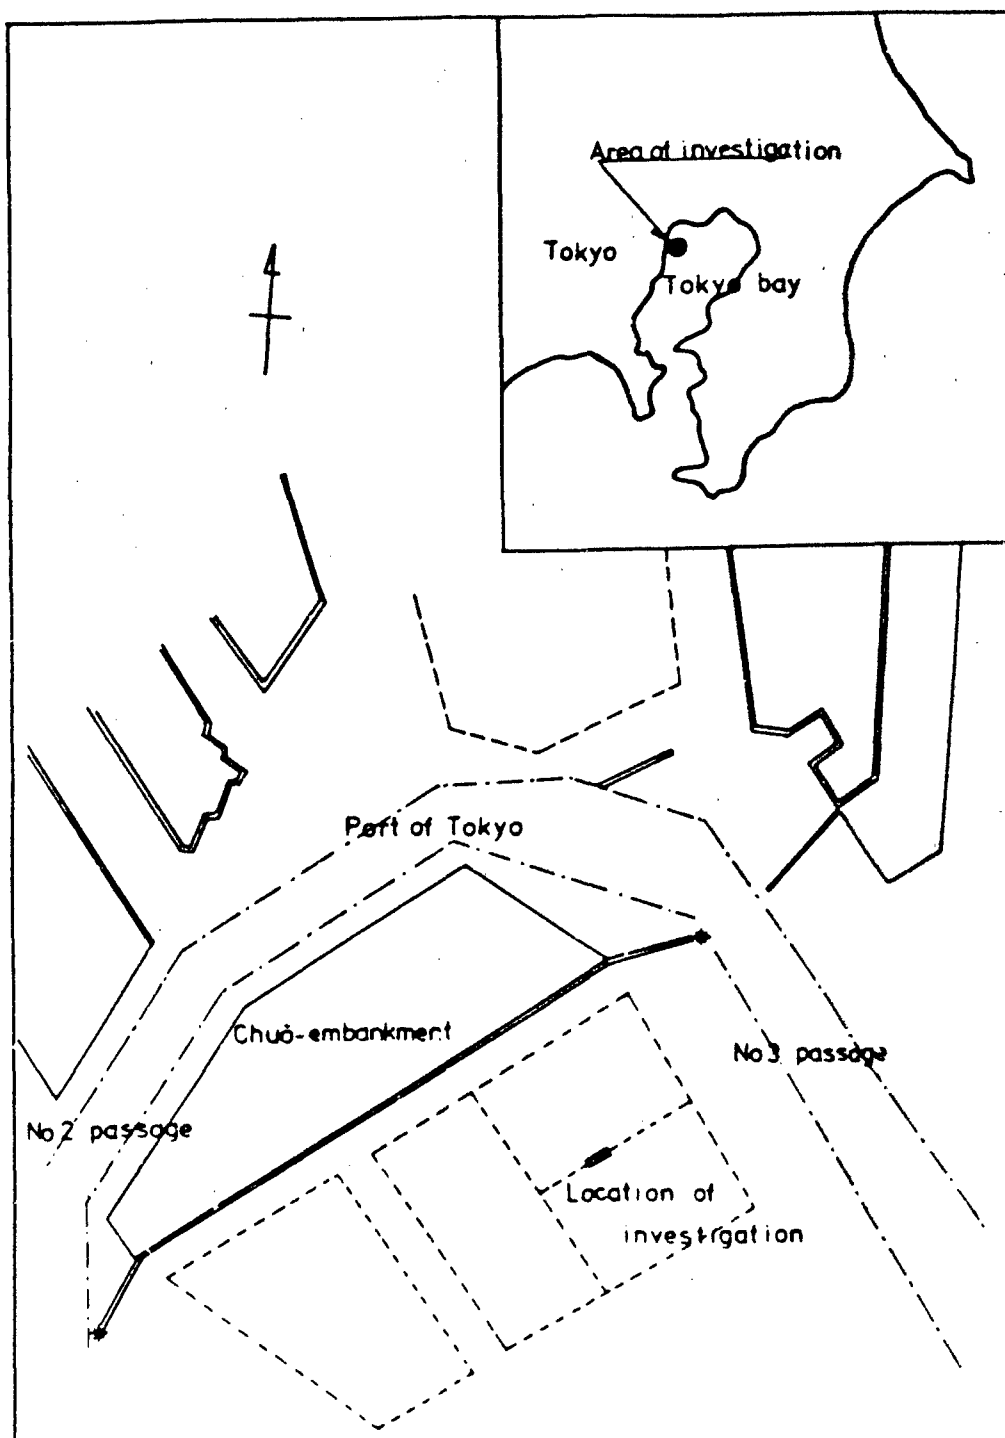 Area of investigation
Tokyo
Tokyo bay
Port of Tokyo
Chuō-embankment
No 3 passage
No 2 passage
Location of
investigation